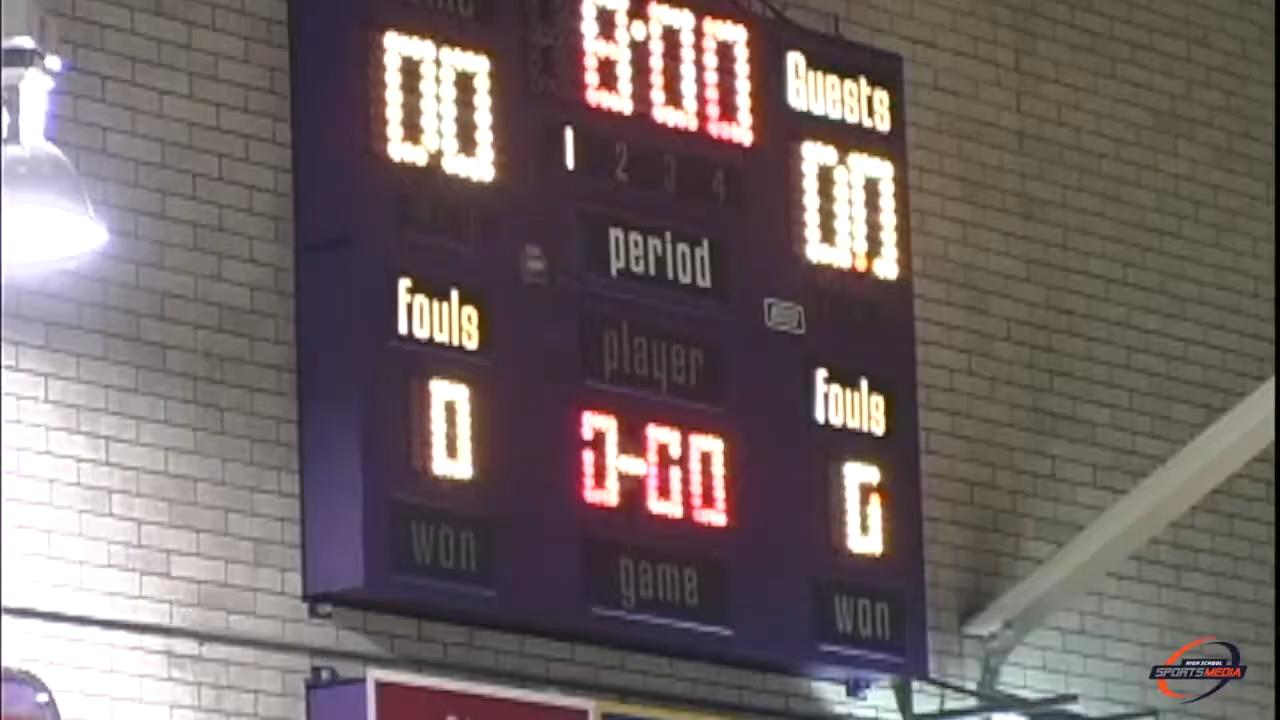 8:00
Guests
00
00
1 2 3 4
period
Fouls
player
Fouls
0
0-00
won
game
won
HIGH SCHOOL
SPORTSMEDIA